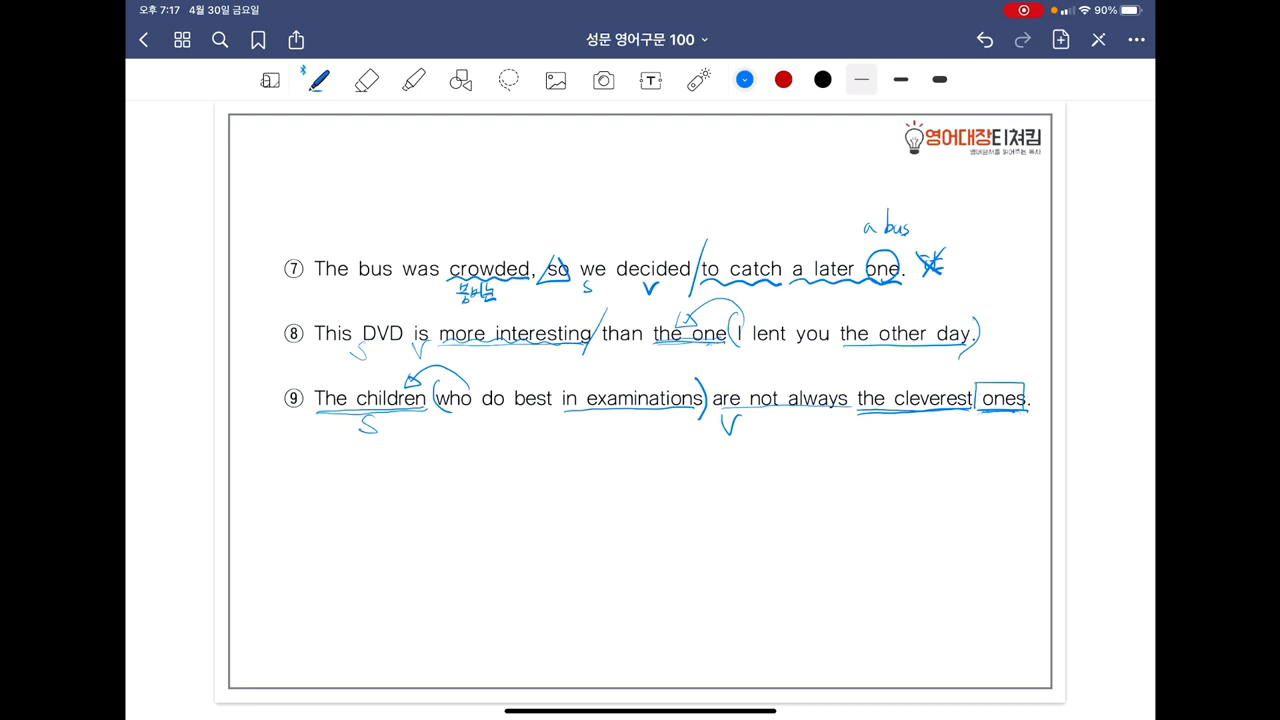 오후 7:17 4월 30일 금요일
90%
성문 영어구문 100
영어대장티쳐킴
a bus
⑦ The bus was crowded, so we decided to catch a later one.
붐비는 S V
⑧ This DVD is more interesting than the one I lent you the other day.
S V
⑨ The children who do best in examinations are not always the cleverest ones.
S V